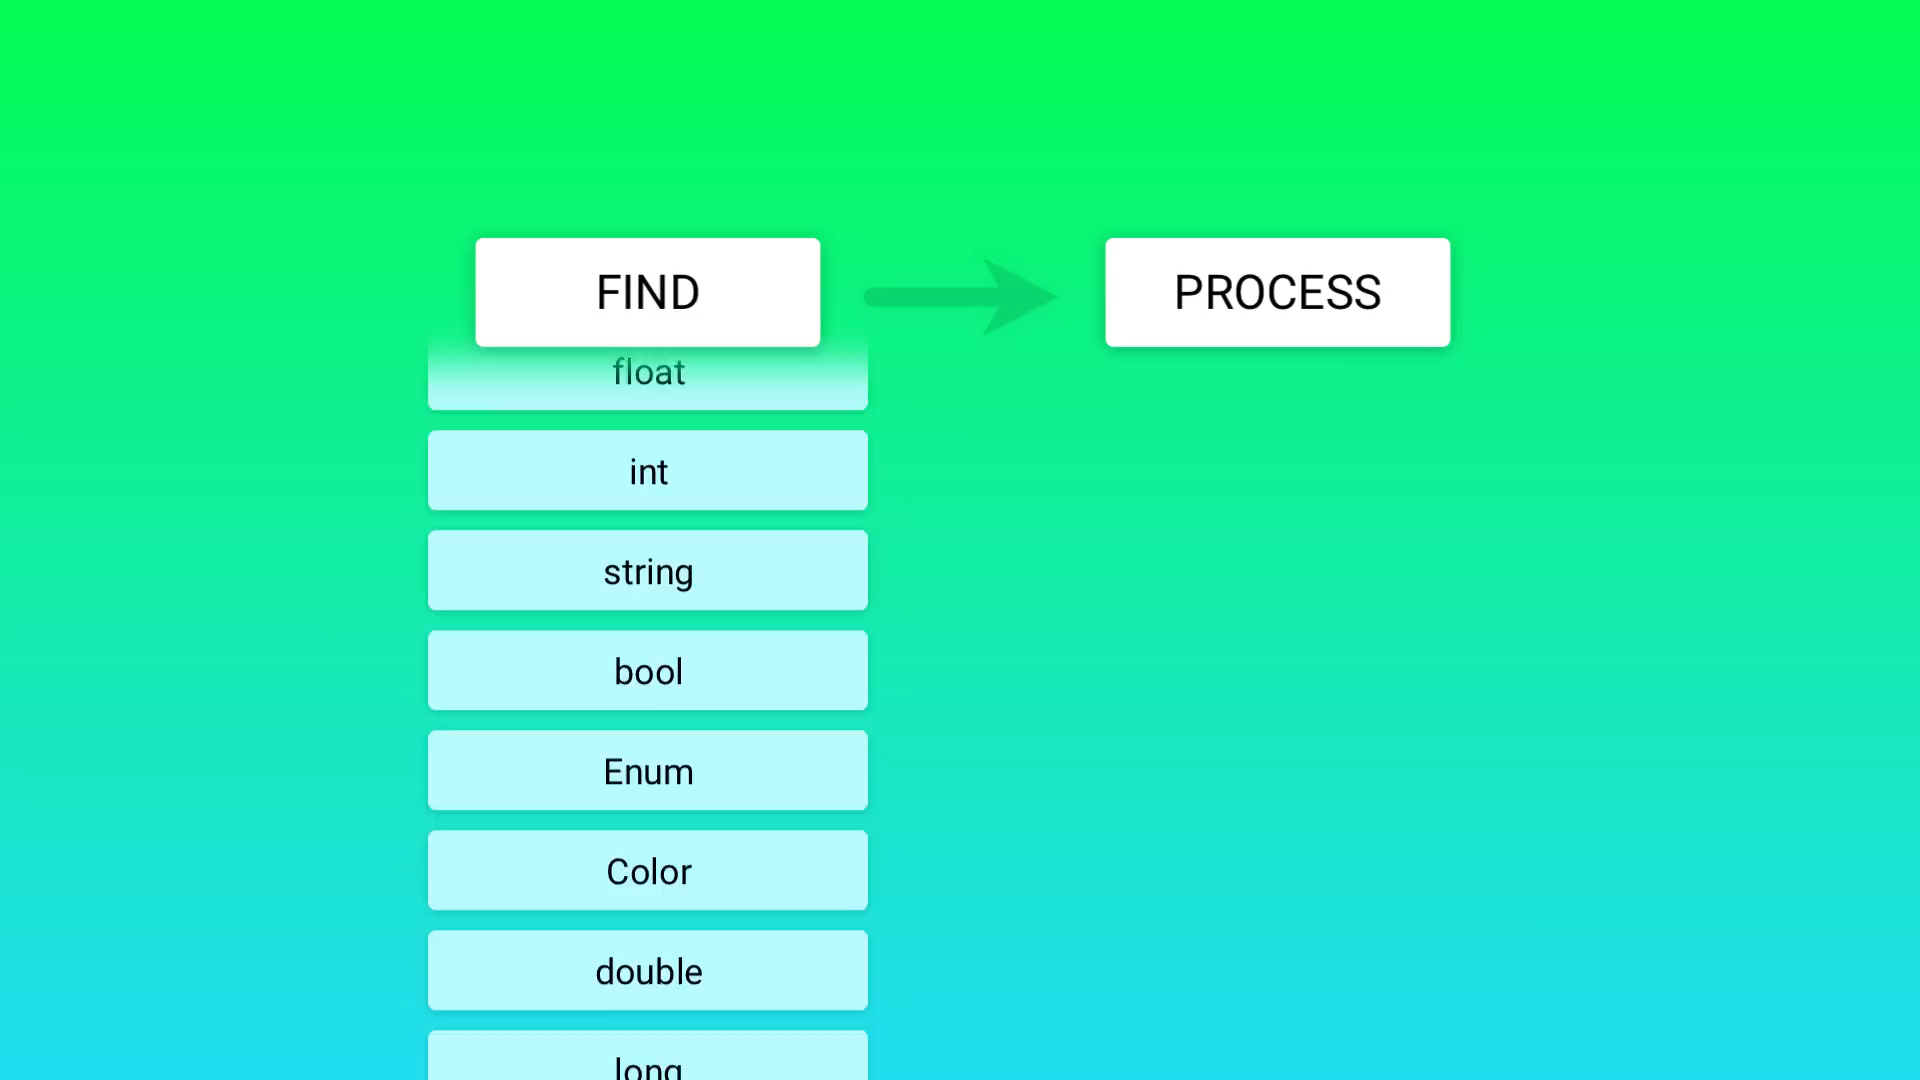 FIND
PROCESS
float
int
string
bool
Enum
Color
double
long